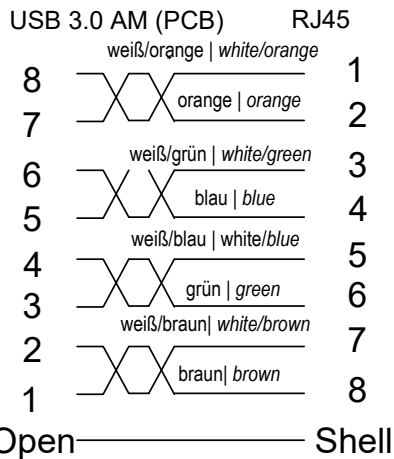 USB 3.0 AM (PCB) RJ45
weiß/orange | white/orange
8 1
orange | orange
7 2
weiß/grün | white/green
6 3
blau | blue
5 4
weiß/blau | white/blue
4 5
grün | green
3 6
weiß/braun| white/brown
2 7
braun| brown
1 8
Open Shell